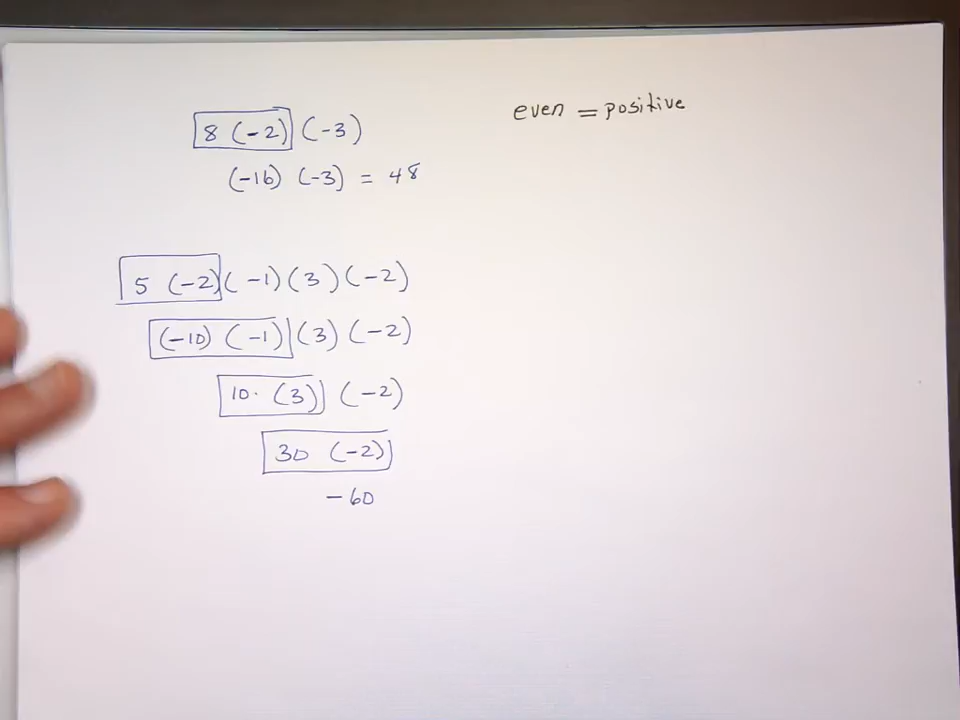 8 (-2) (-3)
even = positive
(-16) (-3) = 48
5 (-2) (-1) (3) (-2)
(-10) (-1) (3) (-2)
10. (3) (-2)
30 (-2)
-60